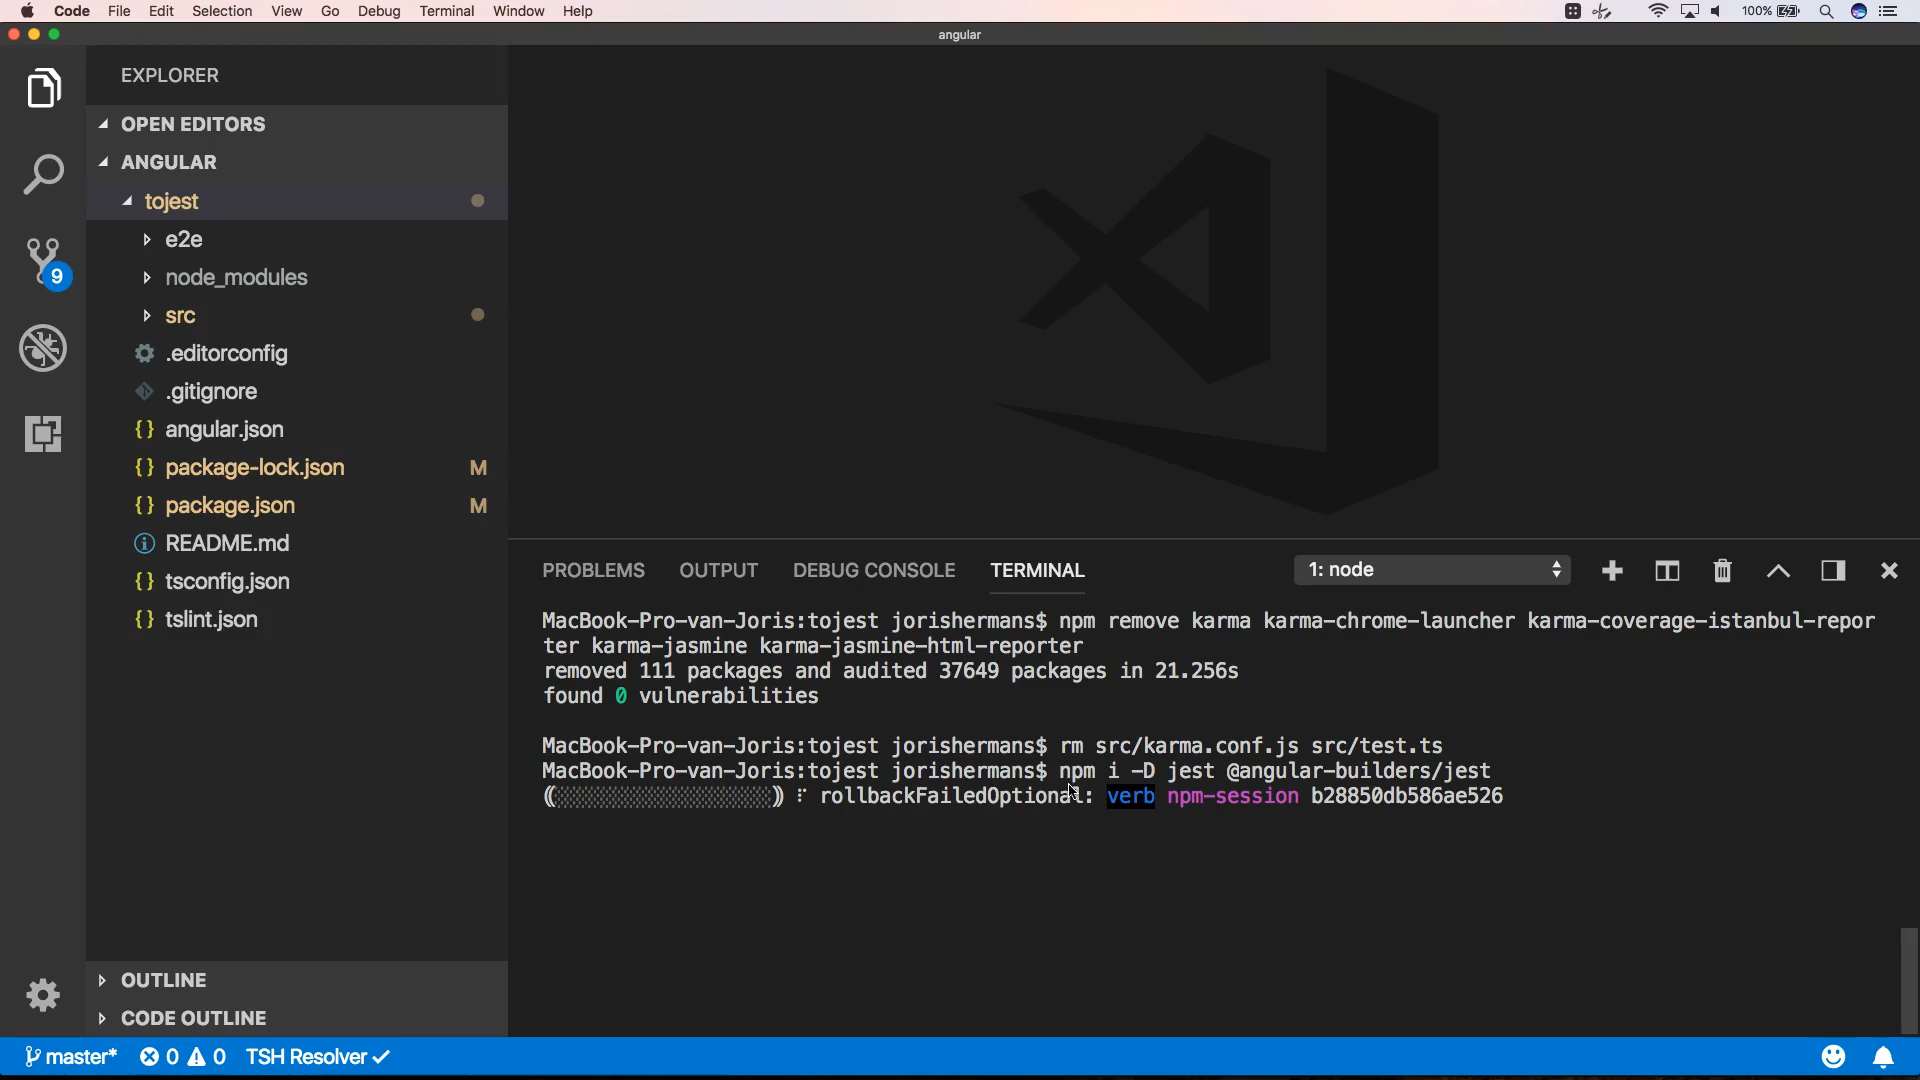 Code File Edit Selection View Go Debug Terminal Window Help
100%
angular
EXPLORER
OPEN EDITORS
ANGULAR
tojest
e2e
9
node_modules
src
.editorconfig
.gitignore
{} angular.json
{} package-lock.json M
{} package.json M
README.md
{} tsconfig.json
{} tslint.json
OUTLINE
CODE OUTLINE
PROBLEMS OUTPUT DEBUG CONSOLE TERMINAL
1: node
MacBook-Pro-van-Joris:tojest jorishermans$ npm remove karma karma-chrome-launcher karma-coverage-istanbul-repor
ter karma-jasmine karma-jasmine-html-reporter
removed 111 packages and audited 37649 packages in 21.256s
found 0 vulnerabilities
MacBook-Pro-van-Joris:tojest jorishermans$ rm src/karma.conf.js src/test.ts
MacBook-Pro-van-Joris:tojest jorishermans$ npm i -D jest @angular-builders/jest
(░░░░░░░░░░░░░░░░░░) ⠏ rollbackFailedOptional: verb npm-session b28850db586ae526
master* 0 0 TSH Resolver ✓